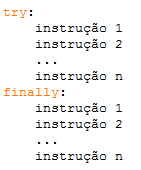 try:
    instrução 1
    instrução 2
    ...
    instrução n
finally:
    instrução 1
    instrução 2
    ...
    instrução n